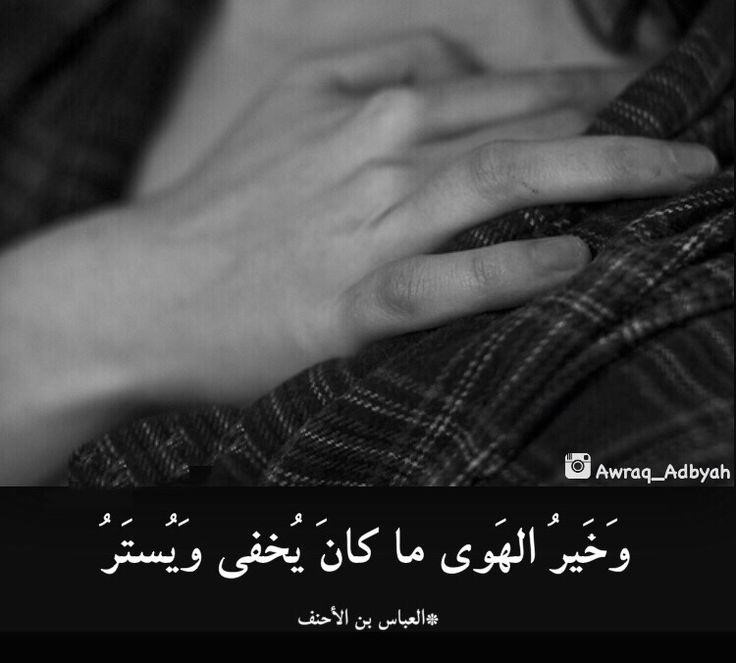 Awraq_Adbyah
وَخَيرُ الهَوى ما كانَ يُخفى وَيُستَرُ
*العباس بن الأحنف